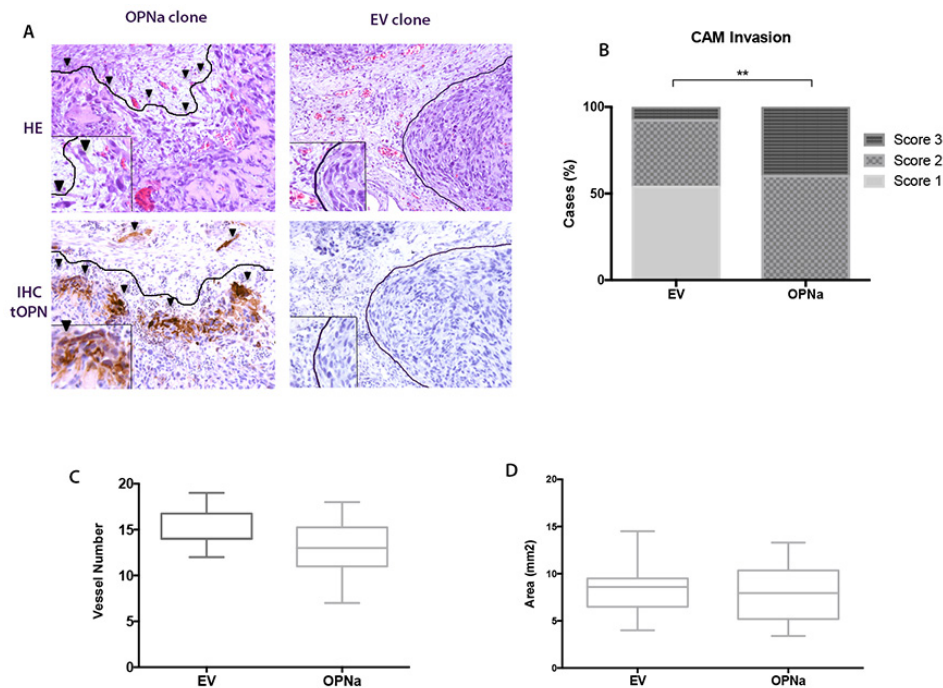 A
OPNa clone
EV clone
HE
IHC
tOPN
B
CAM Invasion
**
100
50
0
Cases (%)
EV
OPNa
Score 3
Score 2
Score 1
C
20
15
10
5
0
Vessel Number
EV
OPNa
D
20
15
10
5
0
Area (mm2)
EV
OPNa